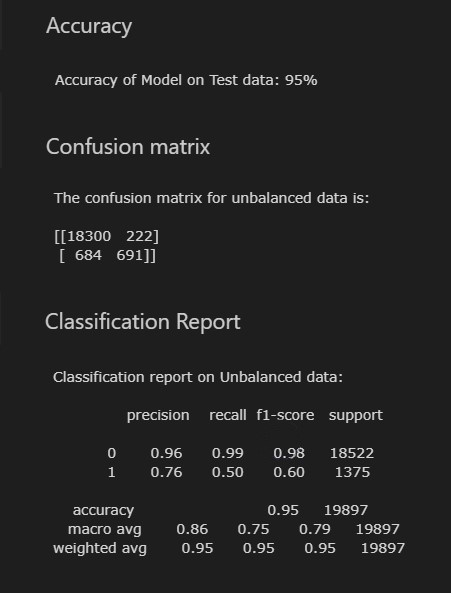 Accuracy
Accuracy of Model on Test data: 95%
Confusion matrix
The confusion matrix for unbalanced data is:
[[18300 222]
[ 684 691]]
Classification Report
Classification report on Unbalanced data:
precision recall f1-score support
0 0.96 0.99 0.98 18522
1 0.76 0.50 0.60 1375
accuracy 0.95 19897
macro avg 0.86 0.75 0.79 19897
weighted avg 0.95 0.95 0.95 19897